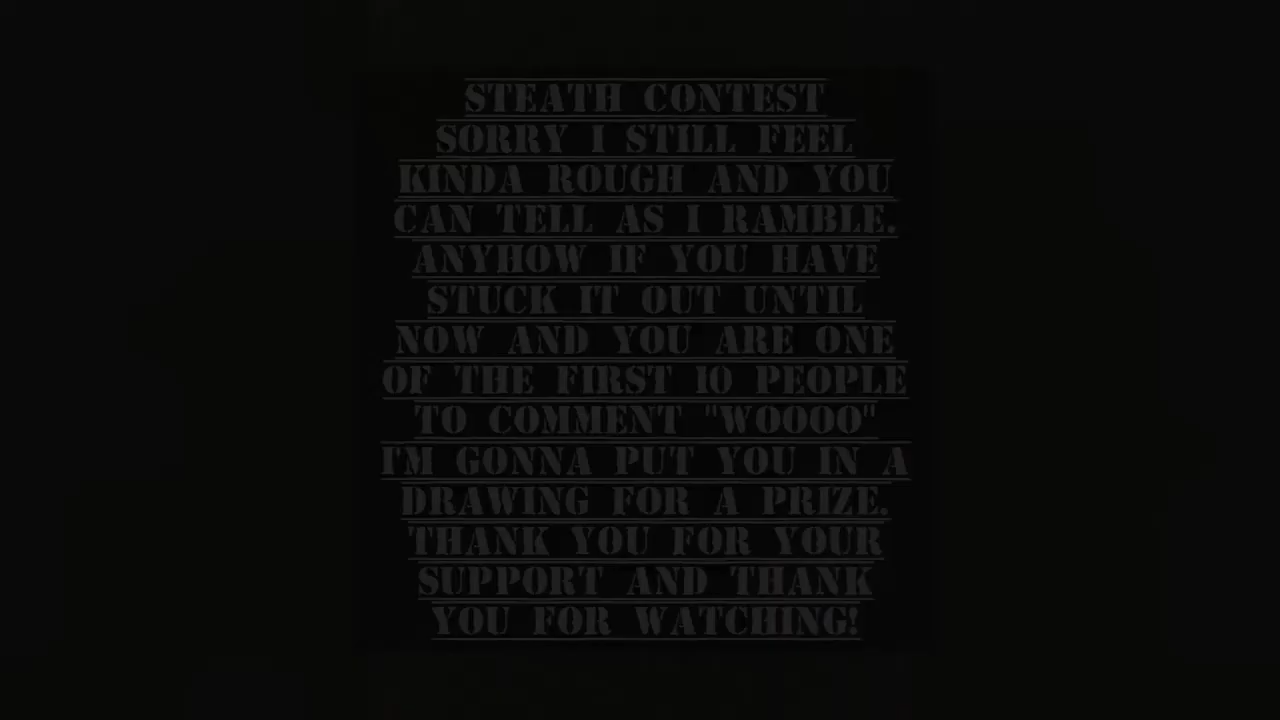 STEATH CONTEST
SORRY I STILL FEEL
KINDA ROUGH AND YOU
CAN TELL AS I RAMBLE.
ANYHOW IF YOU HAVE
STUCK IT OUT UNTIL
NOW AND YOU ARE ONE
OF THE FIRST 10 PEOPLE
TO COMMENT "WOOOO"
I'M GONNA PUT YOU IN A
DRAWING FOR A PRIZE.
THANK YOU FOR YOUR
SUPPORT AND THANK
YOU FOR WATCHING!